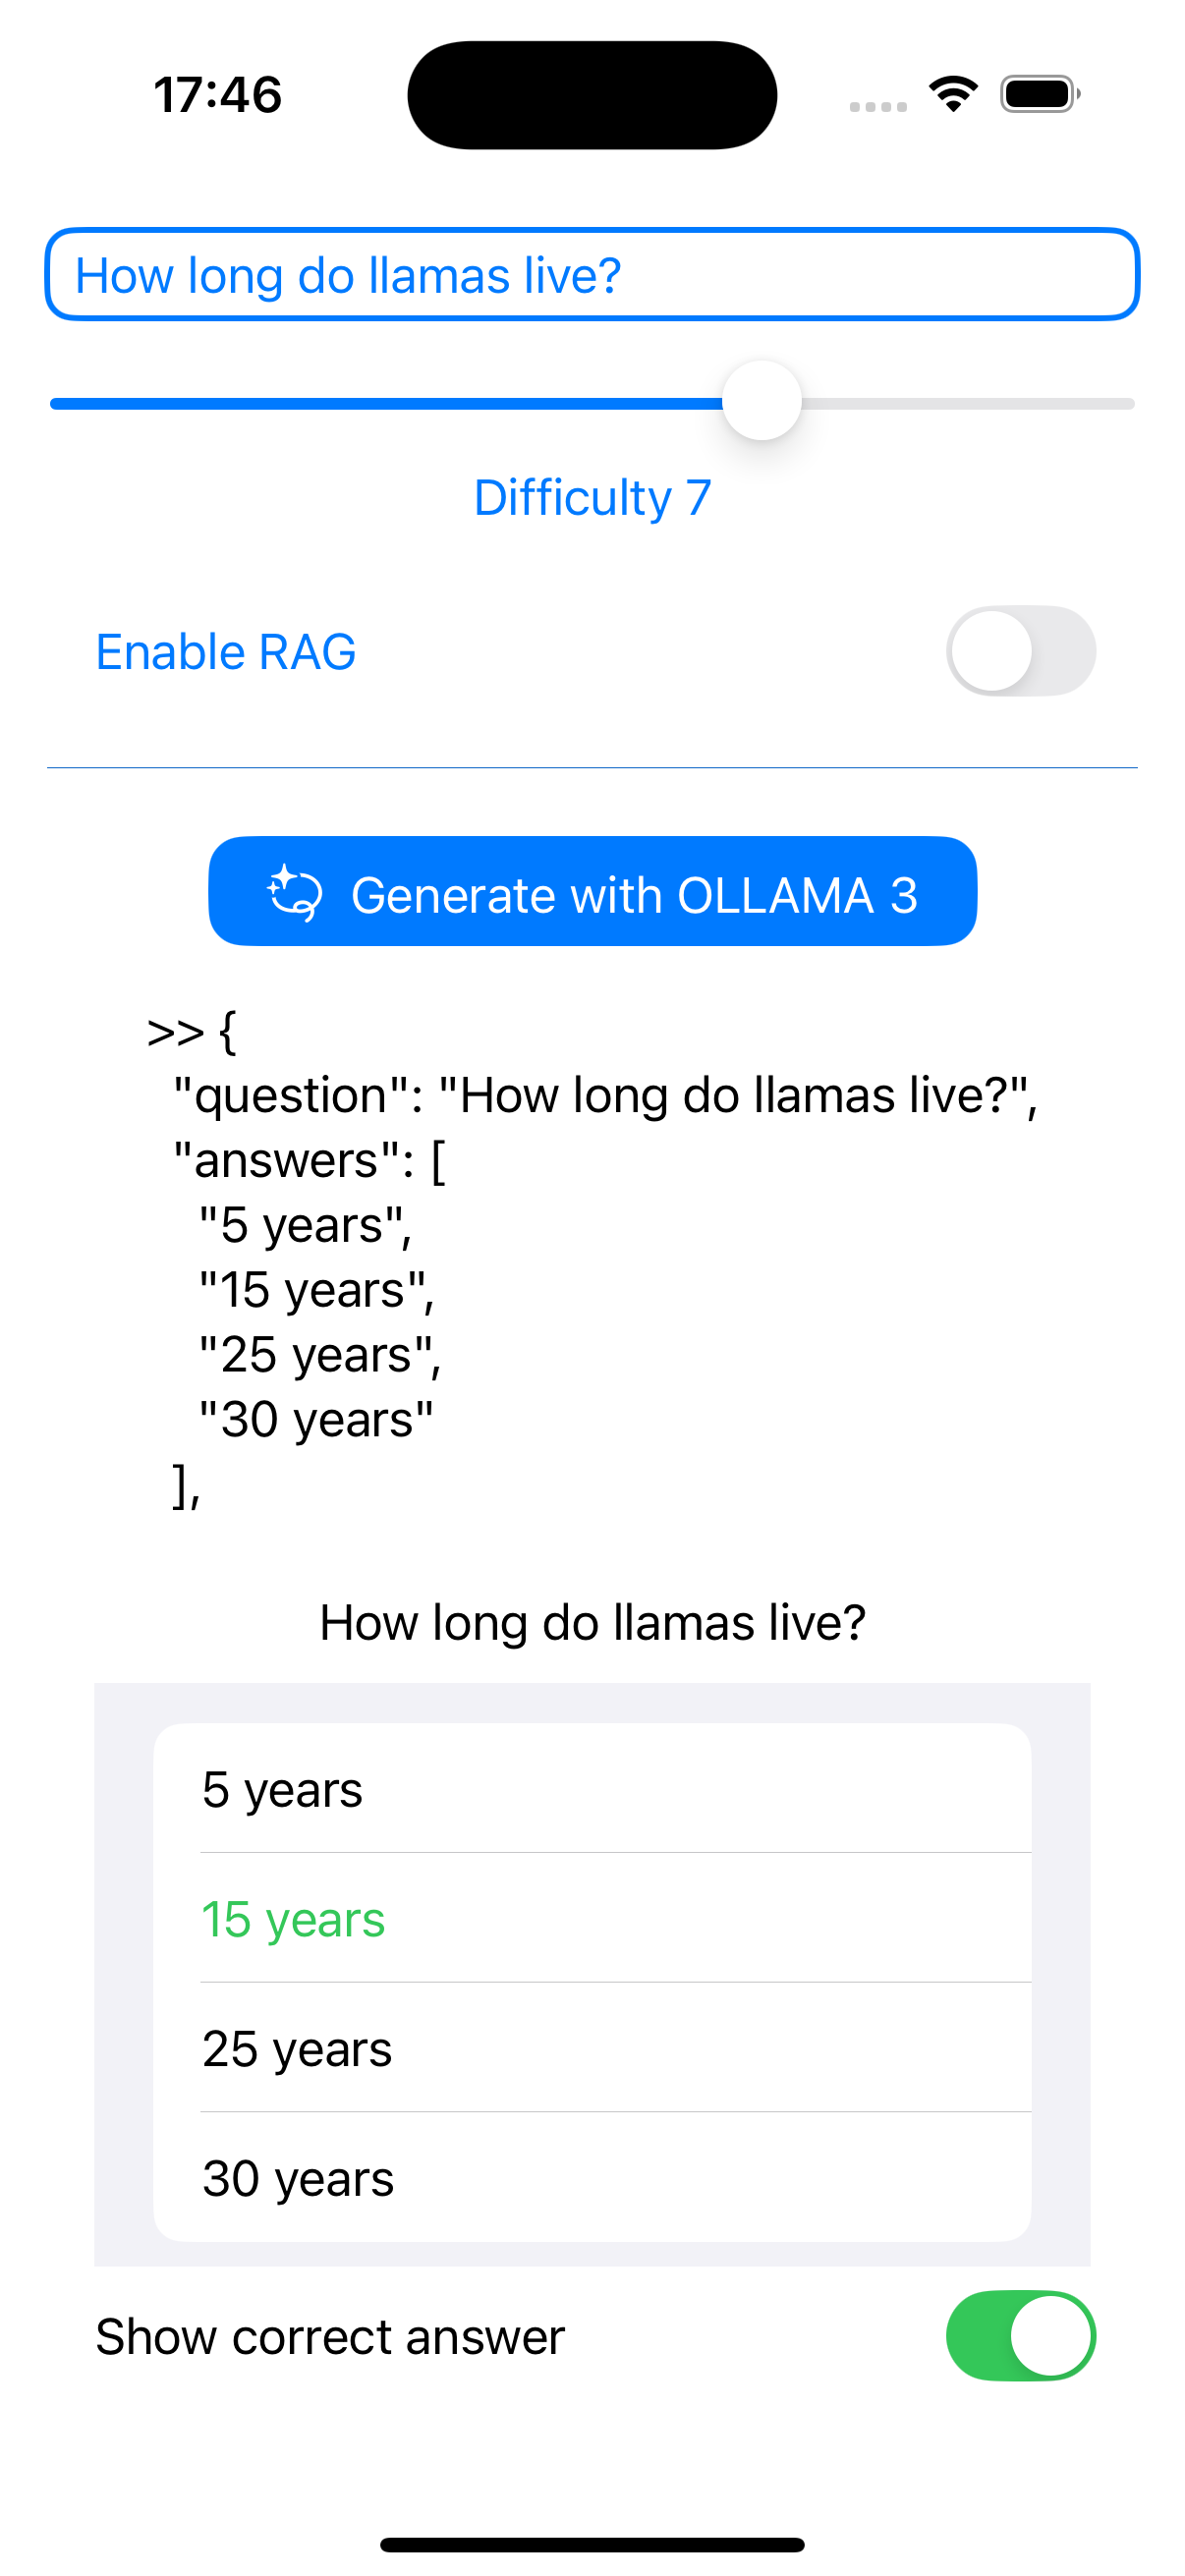 17:46
How long do llamas live?
Difficulty 7
Enable RAG
Generate with OLLAMA 3
>> {
"question": "How long do llamas live?",
"answers": [
"5 years",
"15 years",
"25 years",
"30 years"
],
How long do llamas live?
5 years
15 years
25 years
30 years
Show correct answer